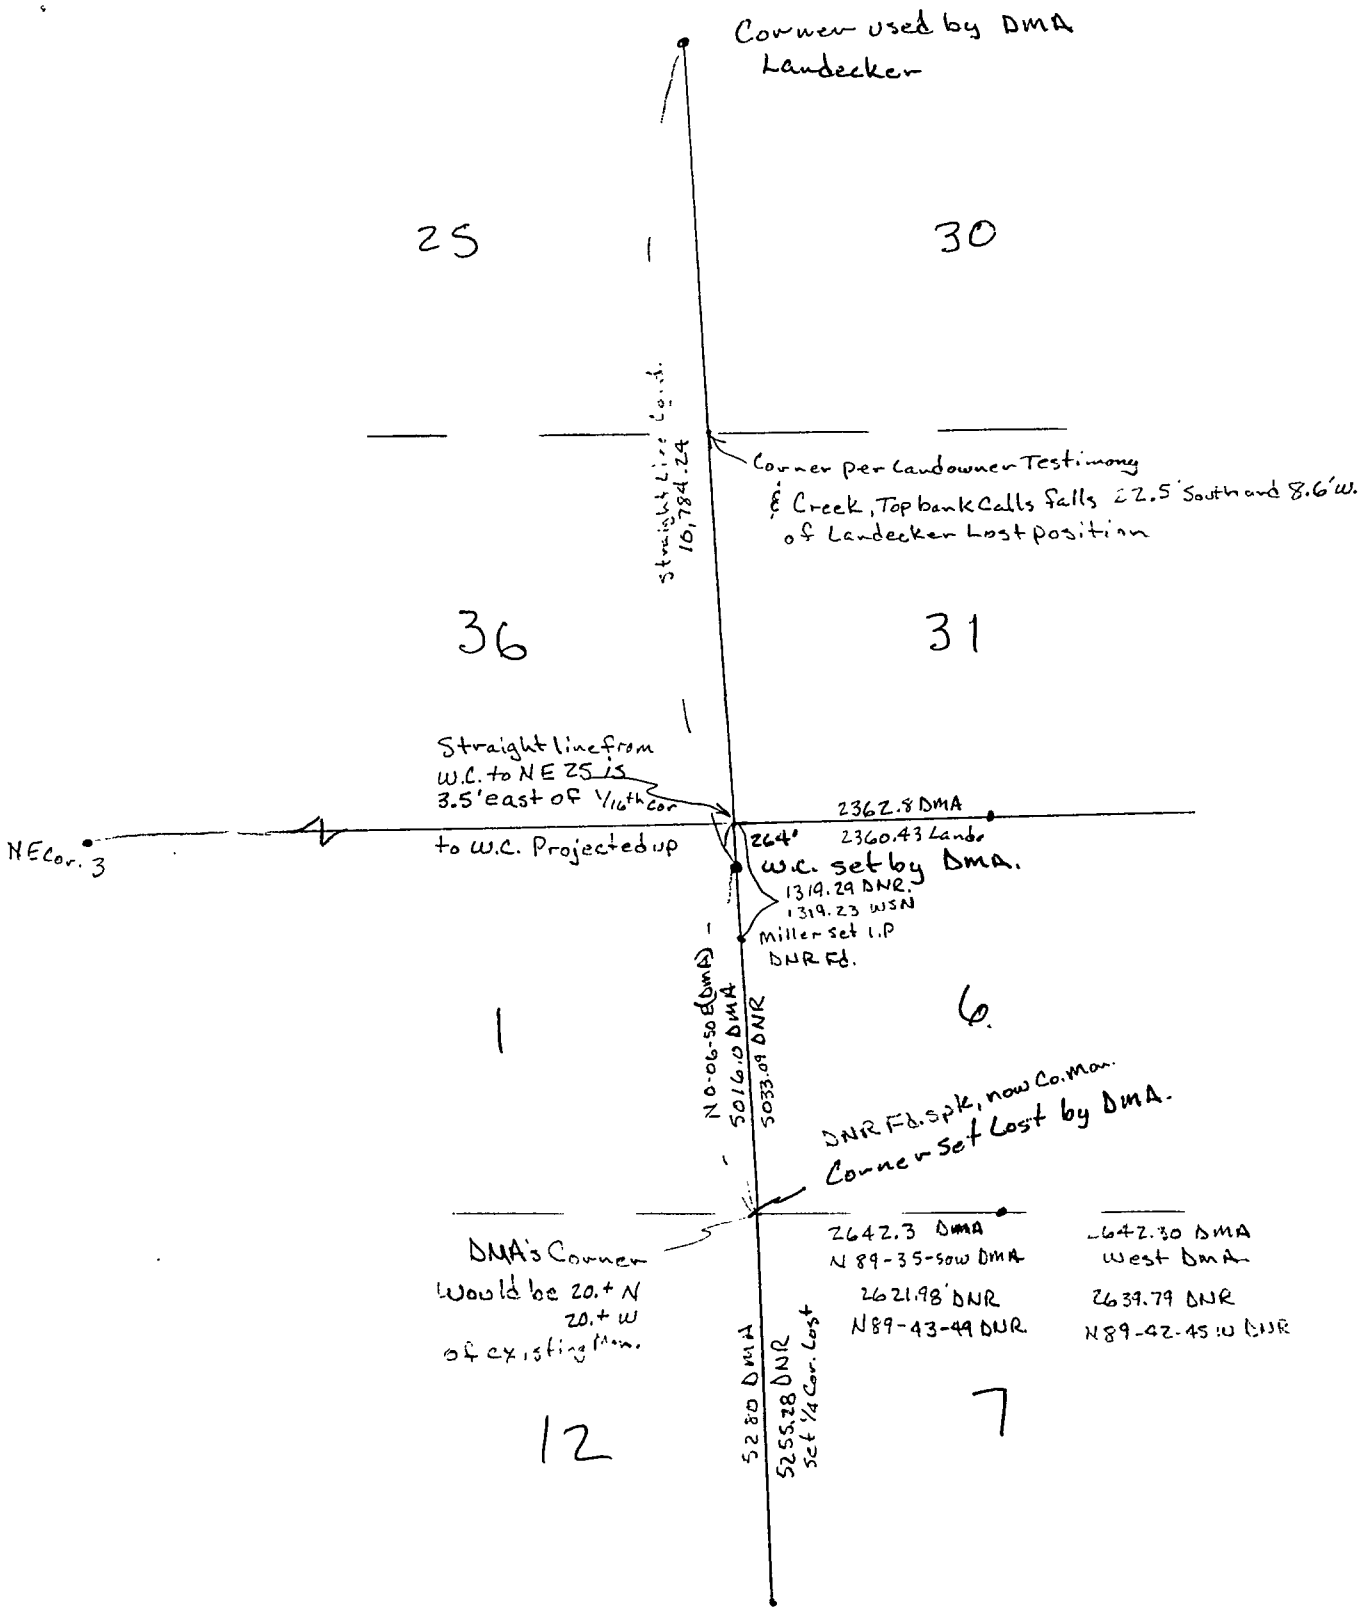 Corner used by DMA
Landecker
25
30
Straight Line
16,784.24
Corner per Landowner Testimony
& Creek, Top bank Calls falls 22.5' South and 8.6' W.
of Landecker Lost position
36
31
Straight line from
W.C. to NE 25 is
3.5' east of 1/16th cor
to W.C. Projected up
NE Cor. 3
2362.8 DMA
2360.43 Lande
264'
W.C. set by DMA.
1319.29 DNR.
1319.23 WSN
Miller set I.P
DNR Fd.
N 0-06-50 E (DMA)
5016.0 DMA
5033.09 DNR
1
6
DNR Fd. spk, now Co. Mon.
Corner Set Lost by DMA.
DMA's Corner
Would be 20.+ N
20.+ W
of existing Mon.
2642.3 DMA
N 89-35-50W DMA
2621.98' DNR
N89-43-49 DNR.
2642.30 DMA
West DMA
2639.79 DNR
N89-42-45 W DNR
5280 DMA
5255.28 DNR
set 1/4 Cor. Lost
12
7